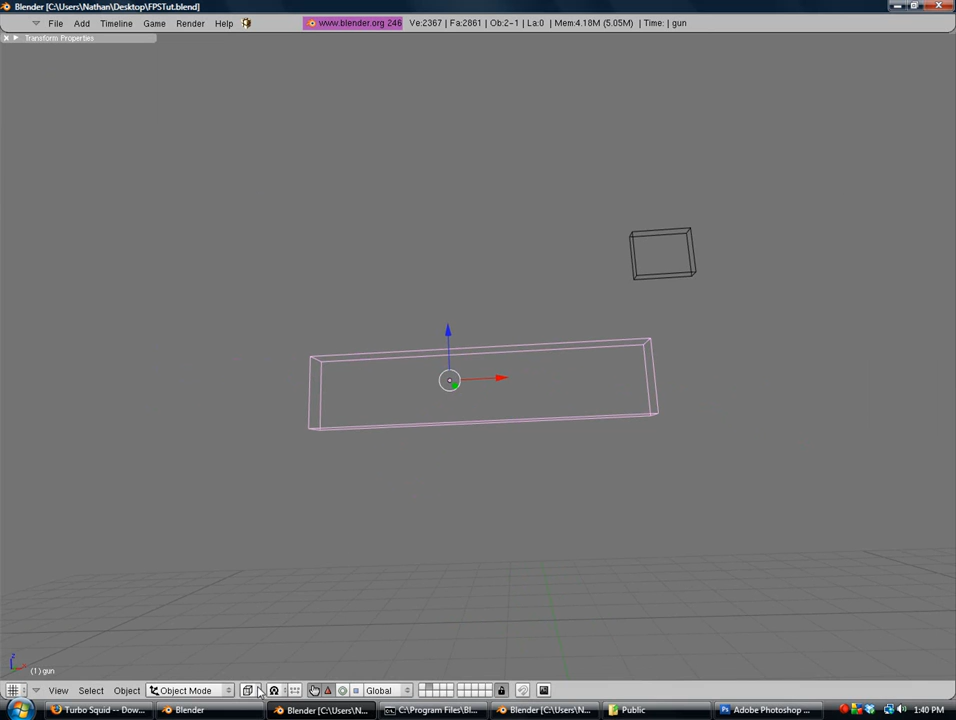 Blender [C:\Users\Nathan\Desktop\FPSTut.blend]
File Add Timeline Game Render Help www.blender.org 246 Ve:2367 | Fa:2861 | Ob:2-1 | La:0 | Mem:4.18M (5.05M) | Time: | gun
Transform Properties
z
x
(1) gun
View Select Object Object Mode Global
Turbo Squid -- Dow... Blender Blender [C:\Users\N... C:\Program Files\Bl... Blender [C:\Users\N... Public Adobe Photoshop ... 1:40 PM